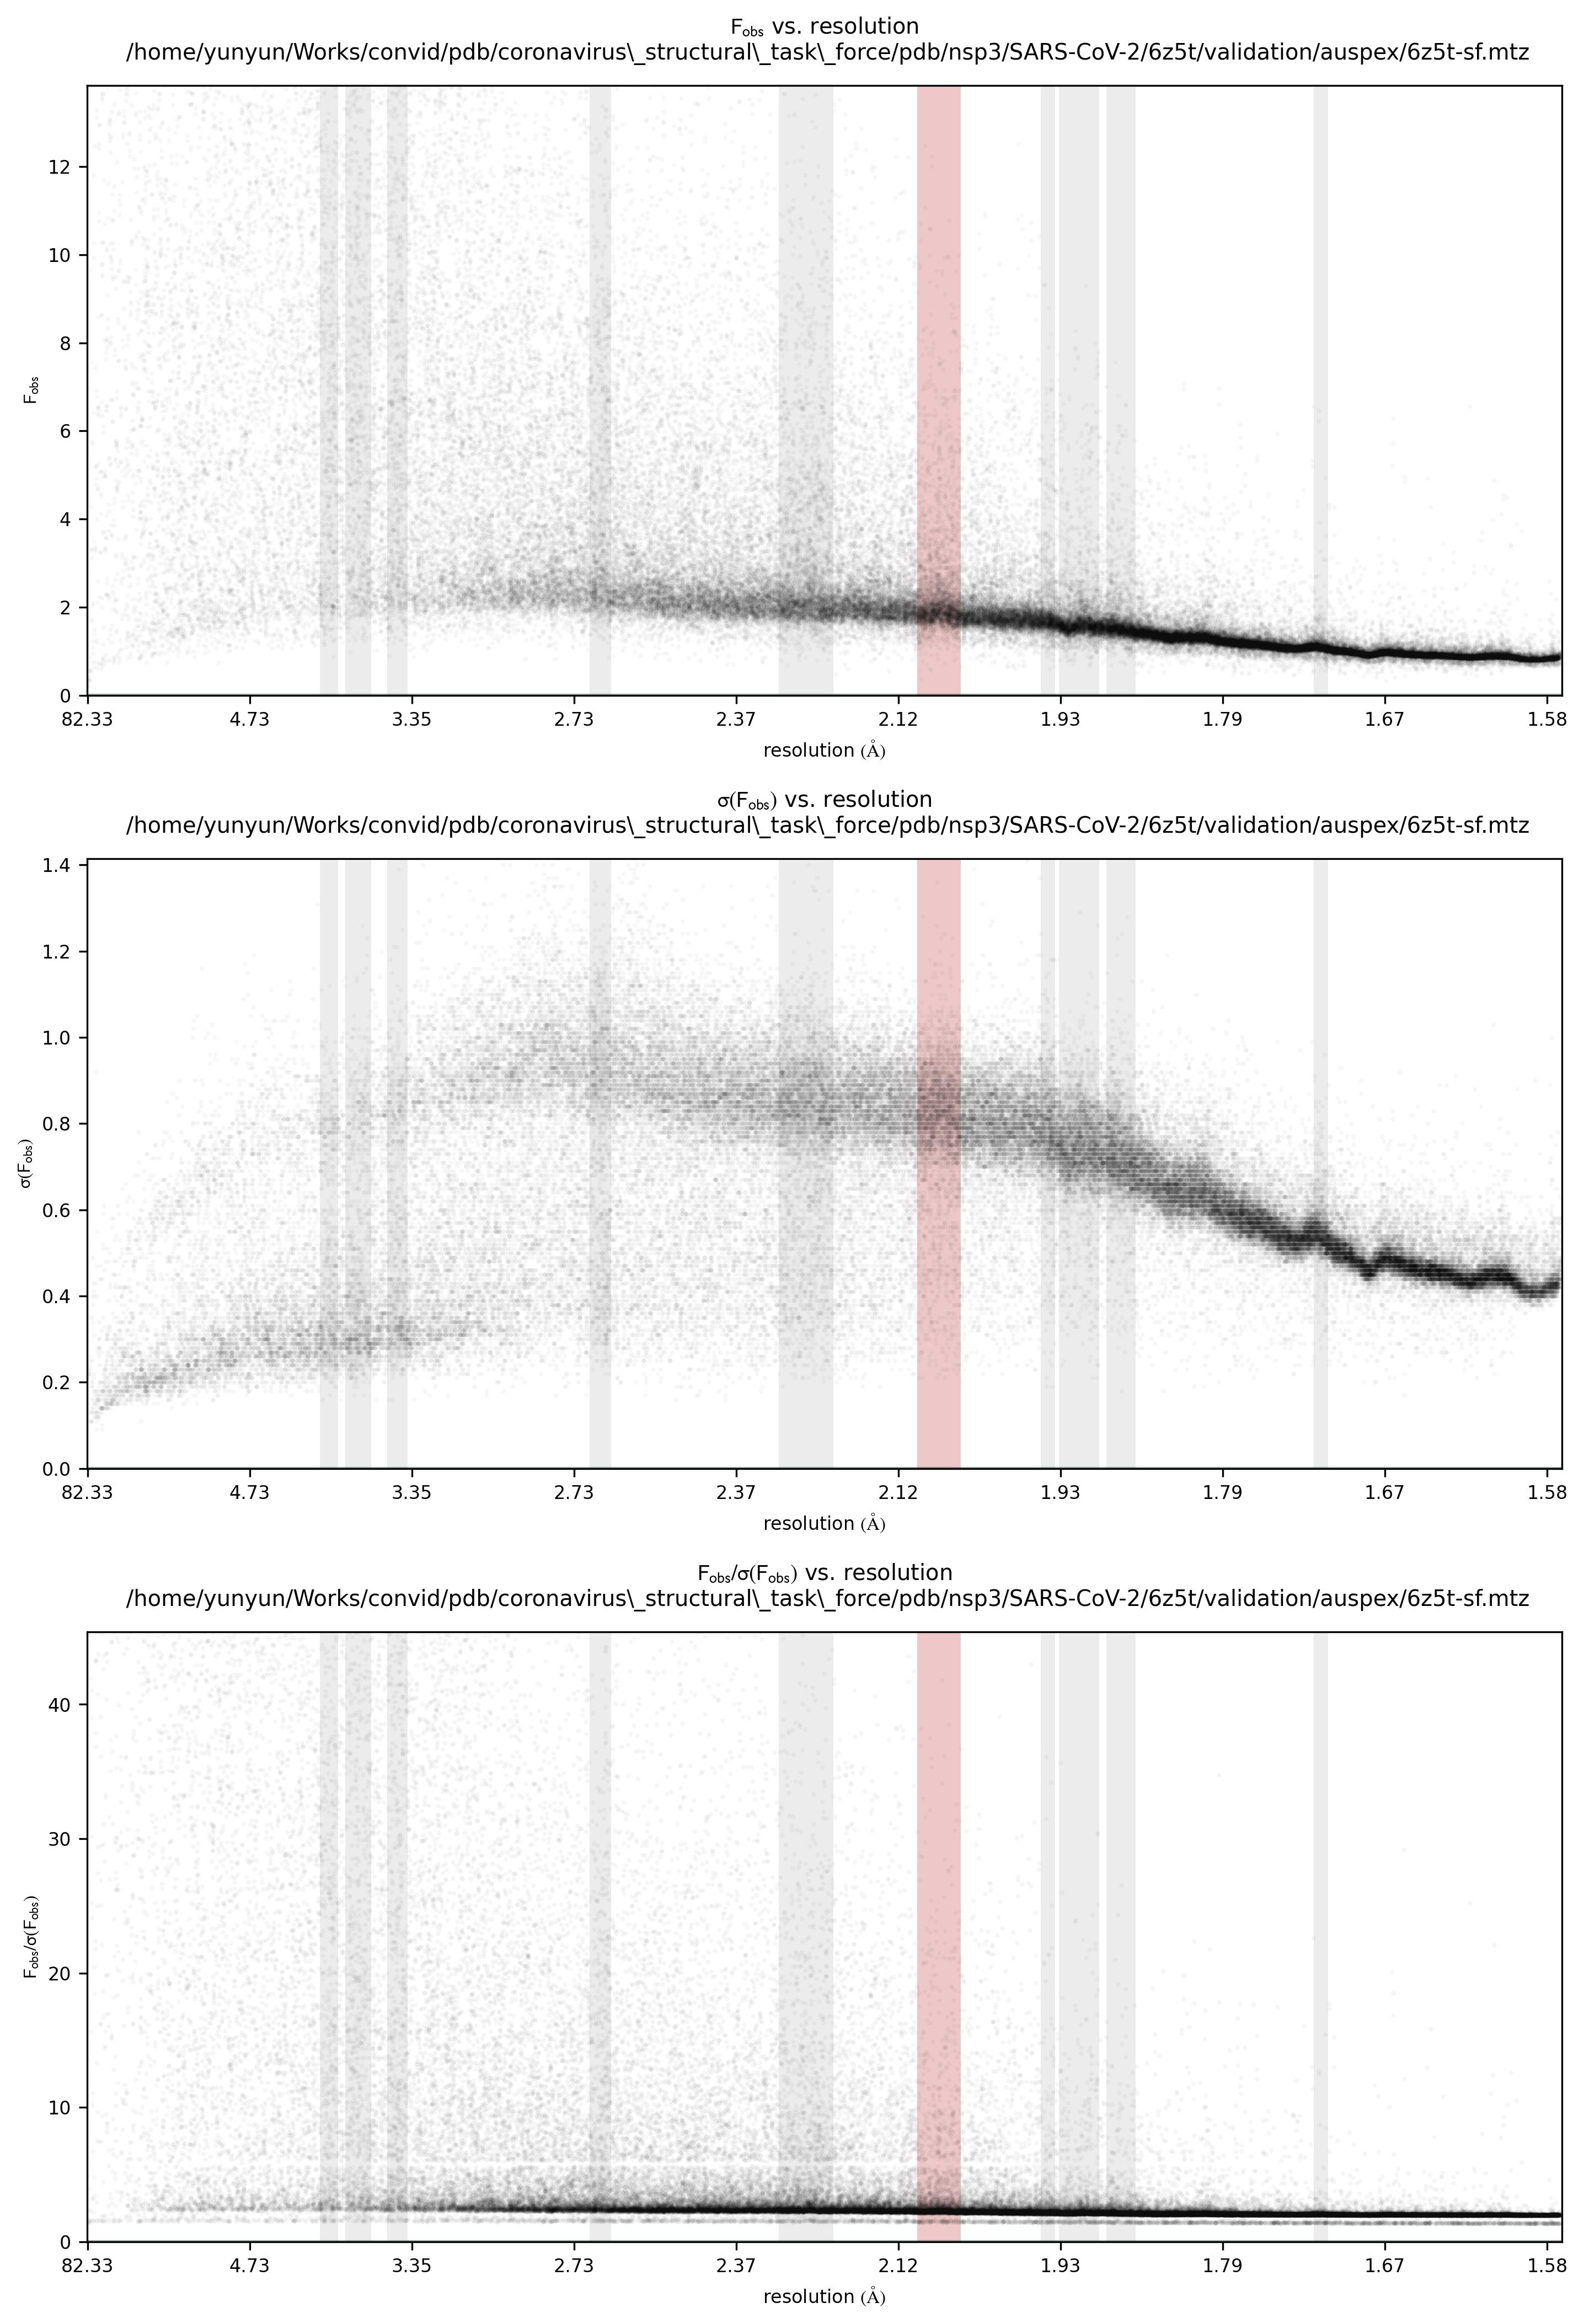 Fobs vs. resolution
/home/yunyun/Works/convid/pdb/coronavirus\_structural\_task\_force/pdb/nsp3/SARS-CoV-2/6z5t/validation/auspex/6z5t-sf.mtz
12
10
8
6
4
2
0
Fobs
82.33 4.73 3.35 2.73 2.37 2.12 1.93 1.79 1.67 1.58
resolution (Å)
σ(Fobs) vs. resolution
/home/yunyun/Works/convid/pdb/coronavirus\_structural\_task\_force/pdb/nsp3/SARS-CoV-2/6z5t/validation/auspex/6z5t-sf.mtz
1.4
1.2
1.0
0.8
0.6
0.4
0.2
0.0
σ(Fobs)
82.33 4.73 3.35 2.73 2.37 2.12 1.93 1.79 1.67 1.58
resolution (Å)
Fobs/σ(Fobs) vs. resolution
/home/yunyun/Works/convid/pdb/coronavirus\_structural\_task\_force/pdb/nsp3/SARS-CoV-2/6z5t/validation/auspex/6z5t-sf.mtz
40
30
20
10
0
Fobs/σ(Fobs)
82.33 4.73 3.35 2.73 2.37 2.12 1.93 1.79 1.67 1.58
resolution (Å)